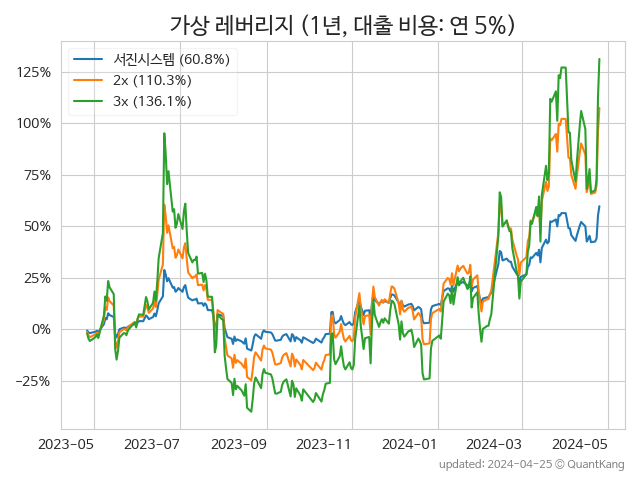 가상 레버리지 (1년, 대출 비용: 연 5%)
서진시스템 (60.8%)
2x (110.3%)
3x (136.1%)
125%
100%
75%
50%
25%
0%
−25%
2023-05 2023-07 2023-09 2023-11 2024-01 2024-03 2024-05
updated: 2024-04-25 © QuantKang